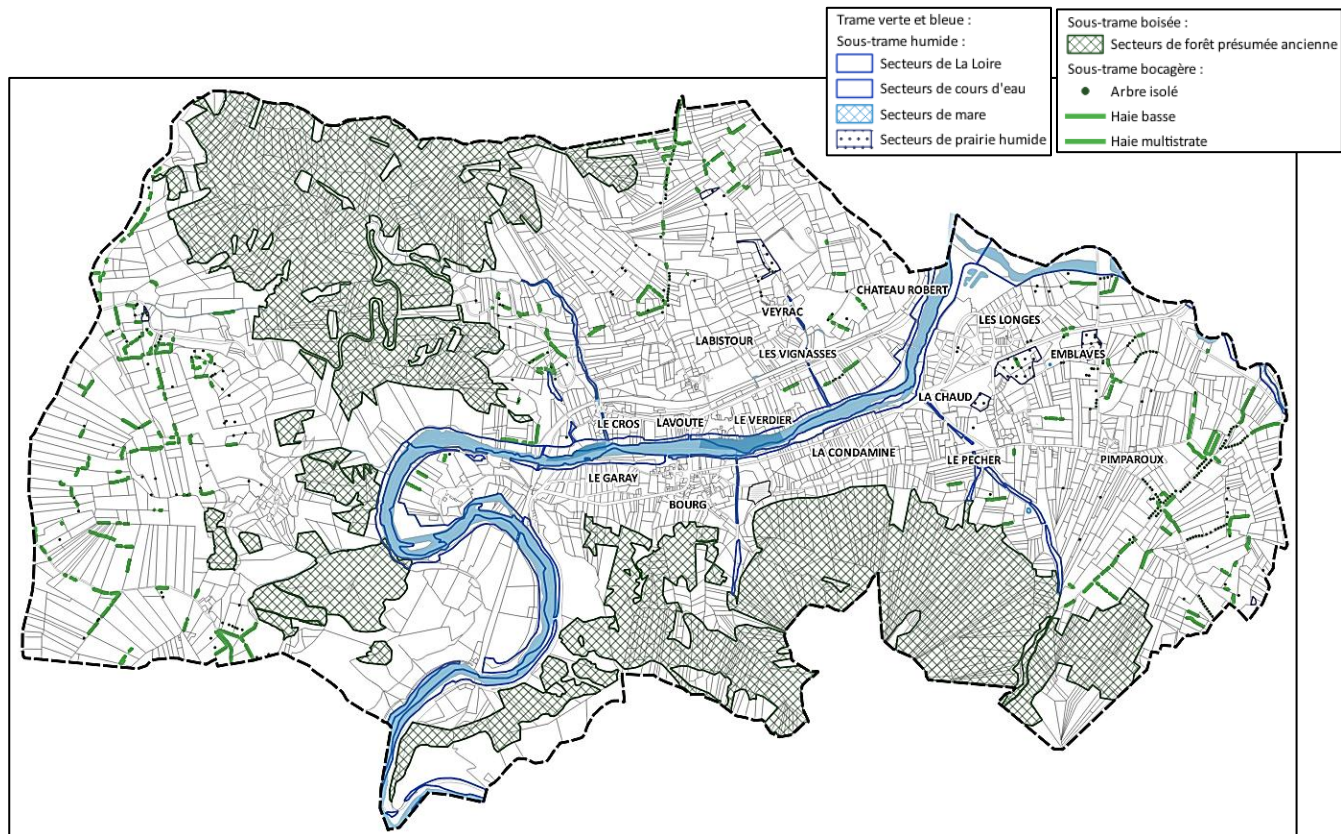 Trame verte et bleue :
Sous-trame humide :
Secteurs de La Loire
Secteurs de cours d'eau
Secteurs de mare
Secteurs de prairie humide
Sous-trame boisée :
Secteurs de forêt présumée ancienne
Sous-trame bocagère :
Arbre isolé
Haie basse
Haie multistrate
CHATEAU ROBERT
VEYRAC
LES LONGES
LABISTOUR
LES VIGNASSES
EMBLAVES
LA CHAUD
LE CROS
LAVOUTE
LE VERDIER
LA CONDAMINE
LE PECHER
PIMPAROUX
LE GARAY
BOURG